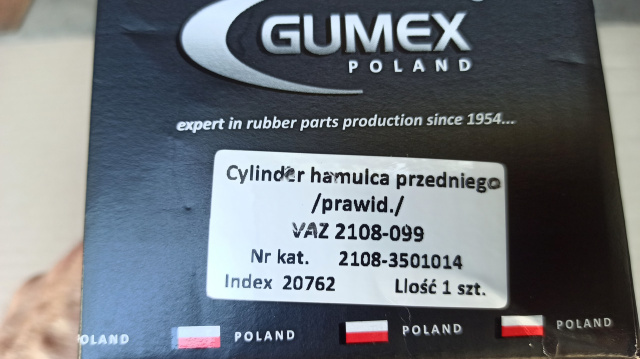 GUMEX
POLAND
expert in rubber parts production since 1954...
Cylinder hamulca przedniego
/prawid./
VAZ 2108-099
Nr kat. 2108-3501014
Index 20762 Llość 1 szt.
POLAND POLAND POLAND POLAND